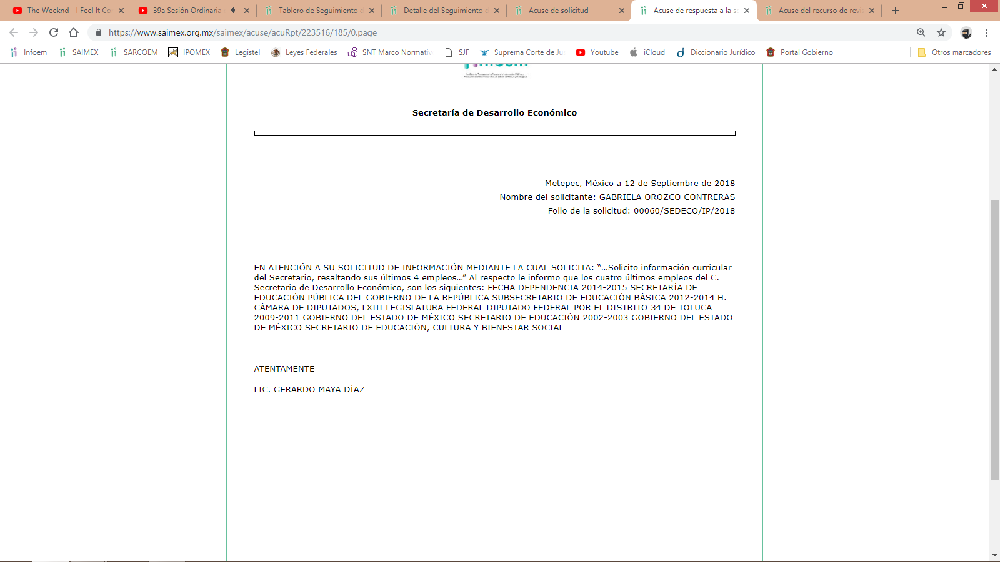 The Weeknd - I Feel It Co
39a Sesión Ordinaria
Tablero de Seguimiento d
Detalle del Seguimiento d
Acuse de solicitud
Acuse de respuesta a la s
Acuse del recurso de revi
https://www.saimex.org.mx/saimex/acuse/acuRpt/223516/185/0.page
Infoem SAIMEX SARCOEM IPOMEX Legistel Leyes Federales SNT Marco Normativ SJF Suprema Corte de Ju Youtube iCloud Diccionario Jurídico Portal Gobierno Otros marcadores
Secretaría de Desarrollo Económico
Metepec, México a 12 de Septiembre de 2018
Nombre del solicitante: GABRIELA OROZCO CONTRERAS
Folio de la solicitud: 00060/SEDECO/IP/2018
EN ATENCIÓN A SU SOLICITUD DE INFORMACIÓN MEDIANTE LA CUAL SOLICITA: “...Solicito información curricular
del Secretario, resaltando sus últimos 4 empleos...” Al respecto le informo que los cuatro últimos empleos del C.
Secretario de Desarrollo Económico, son los siguientes: FECHA DEPENDENCIA 2014-2015 SECRETARÍA DE
EDUCACIÓN PÚBLICA DEL GOBIERNO DE LA REPÚBLICA SUBSECRETARIO DE EDUCACIÓN BÁSICA 2012-2014 H.
CÁMARA DE DIPUTADOS, LXIII LEGISLATURA FEDERAL DIPUTADO FEDERAL POR EL DISTRITO 34 DE TOLUCA
2009-2011 GOBIERNO DEL ESTADO DE MÉXICO SECRETARIO DE EDUCACIÓN 2002-2003 GOBIERNO DEL ESTADO
DE MÉXICO SECRETARIO DE EDUCACIÓN, CULTURA Y BIENESTAR SOCIAL
ATENTAMENTE
LIC. GERARDO MAYA DÍAZ